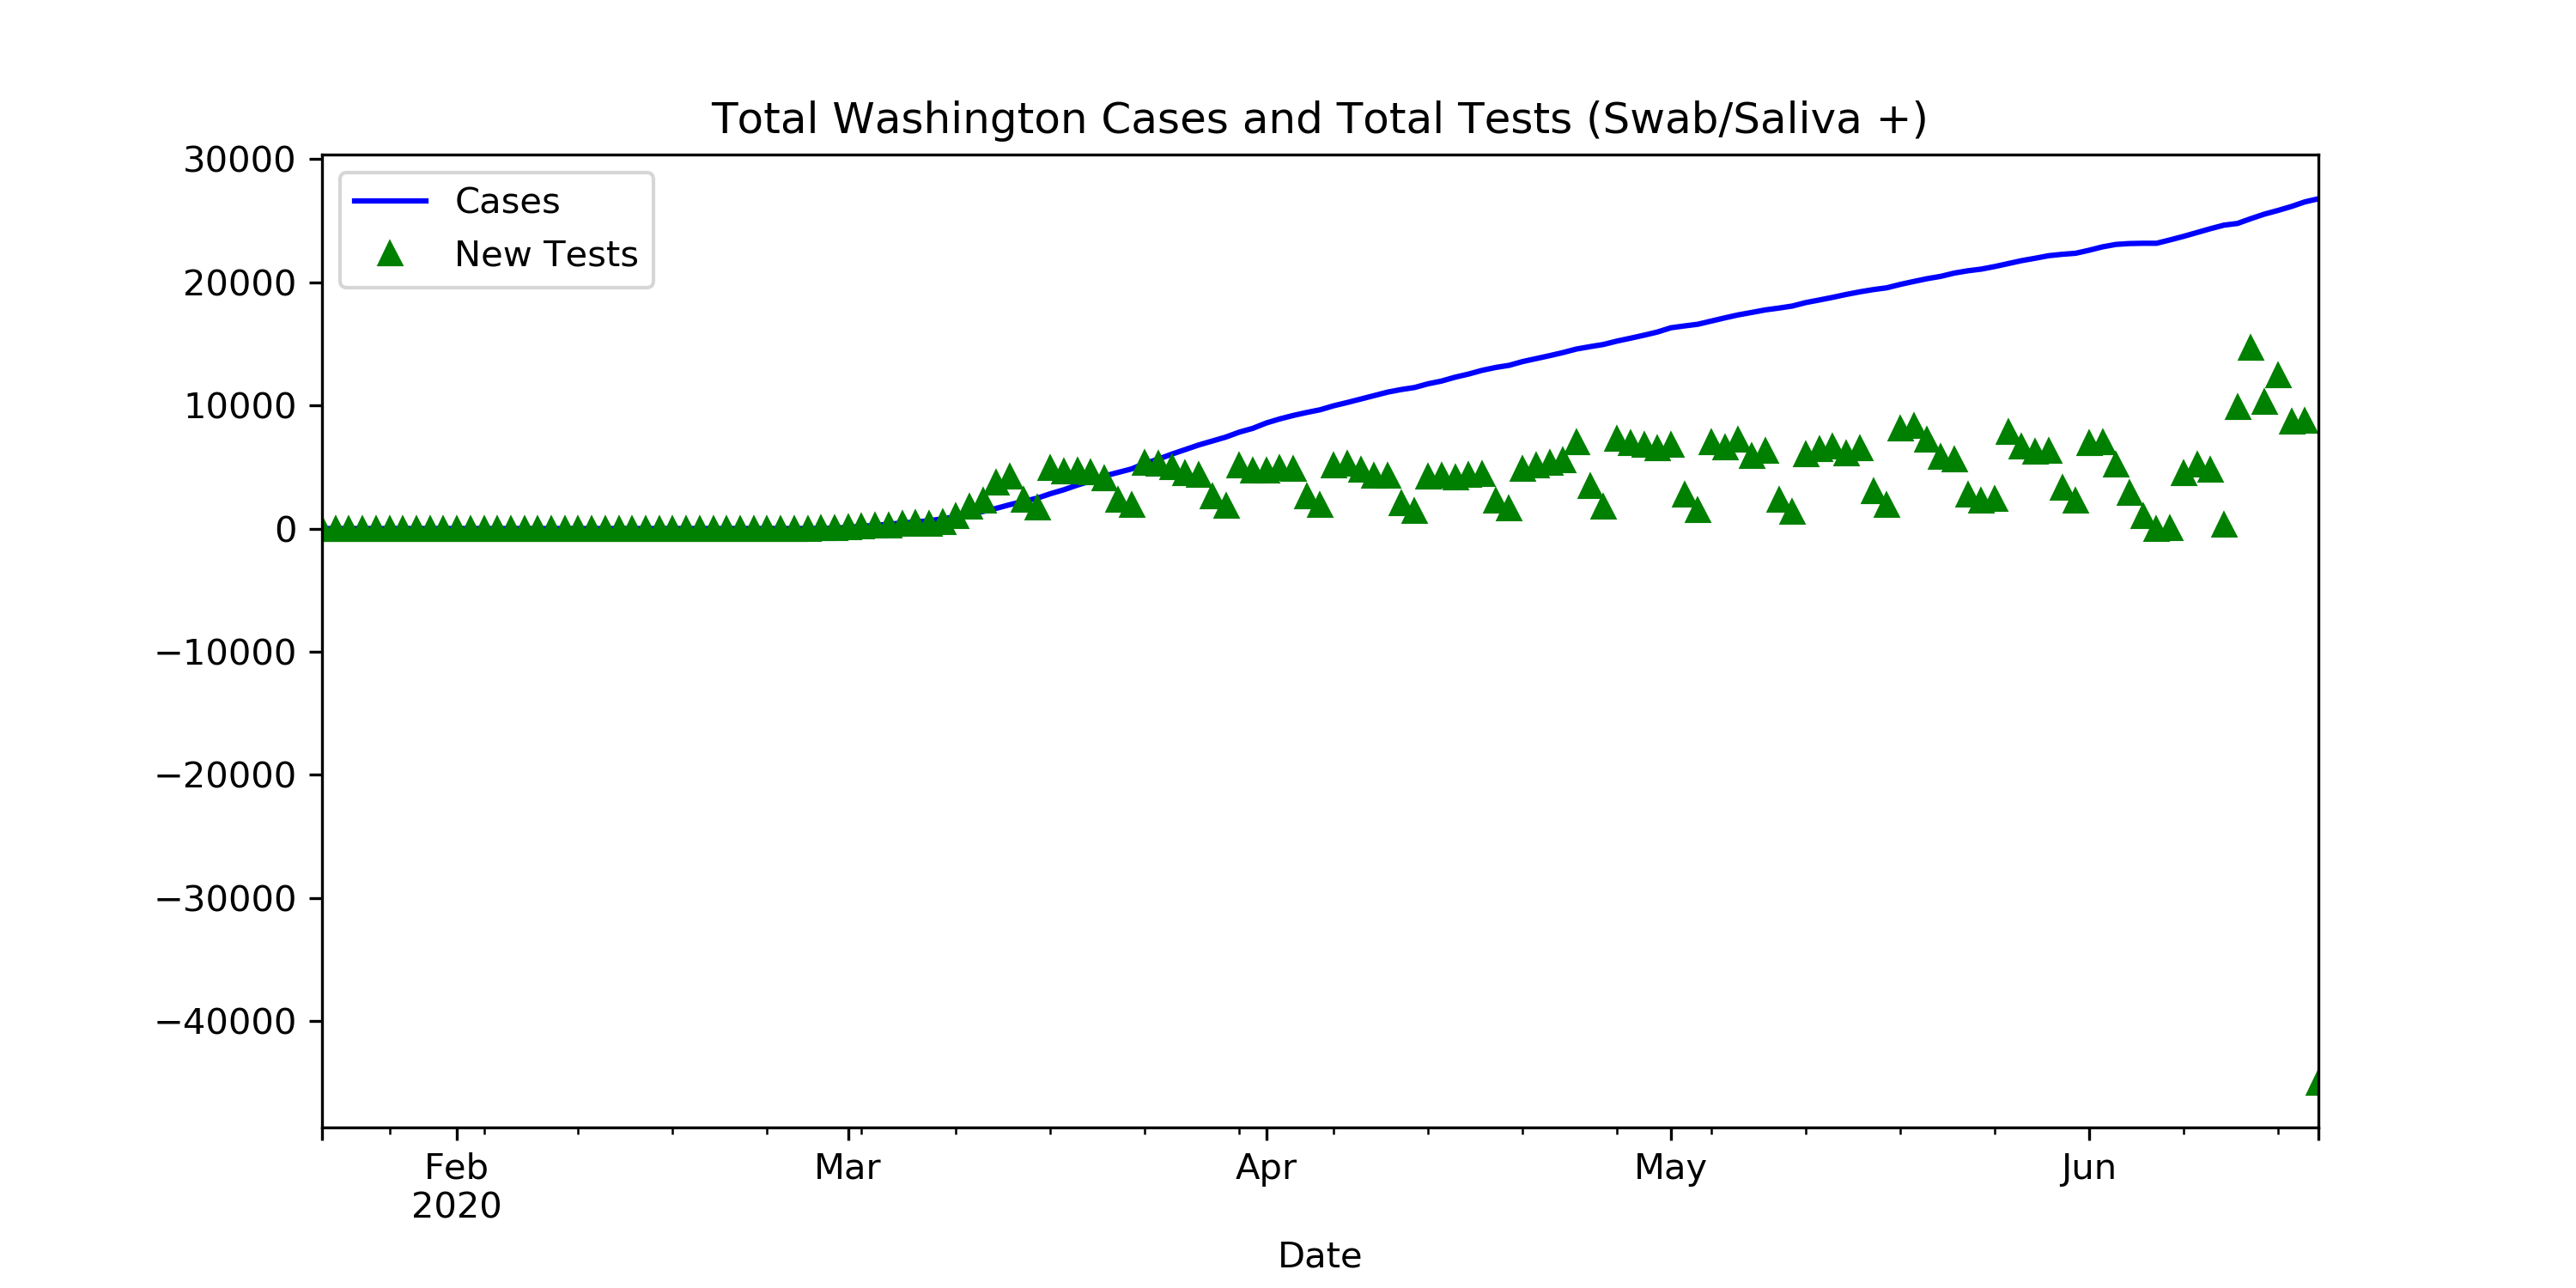 Total Washington Cases and Total Tests (Swab/Saliva +)
30000
20000
10000
0
−10000
−20000
−30000
−40000
Cases
New Tests
Feb
2020
Mar
Apr
May
Jun
Date